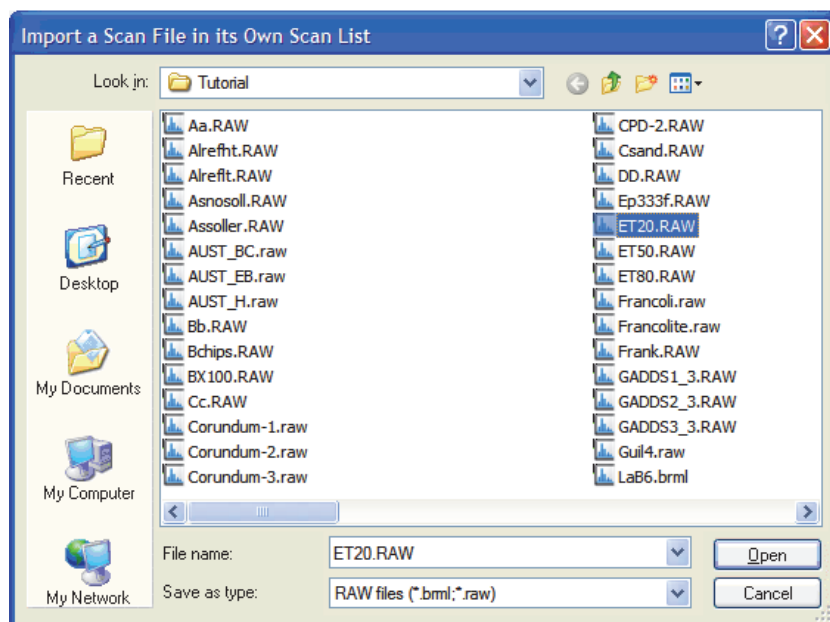 Import a Scan File in its Own Scan List
Look in:
Tutorial
Recent
Desktop
My Documents
My Computer
My Network
Aa.RAW
Alrefht.RAW
Alreflt.RAW
Asnosoll.RAW
Assoller.RAW
AUST_BC.raw
AUST_EB.raw
AUST_H.raw
Bb.RAW
Bchips.RAW
BX100.RAW
Cc.RAW
Corundum-1.raw
Corundum-2.raw
Corundum-3.raw
CPD-2.RAW
Csand.RAW
DD.RAW
Ep333f.RAW
ET20.RAW
ET50.RAW
ET80.RAW
Francoli.raw
Francolite.raw
Frank.RAW
GADDS1_3.RAW
GADDS2_3.RAW
GADDS3_3.RAW
Guil4.raw
LaB6.brml
File name:
ET20.RAW
Open
Save as type:
RAW files (*.brml;*.raw)
Cancel